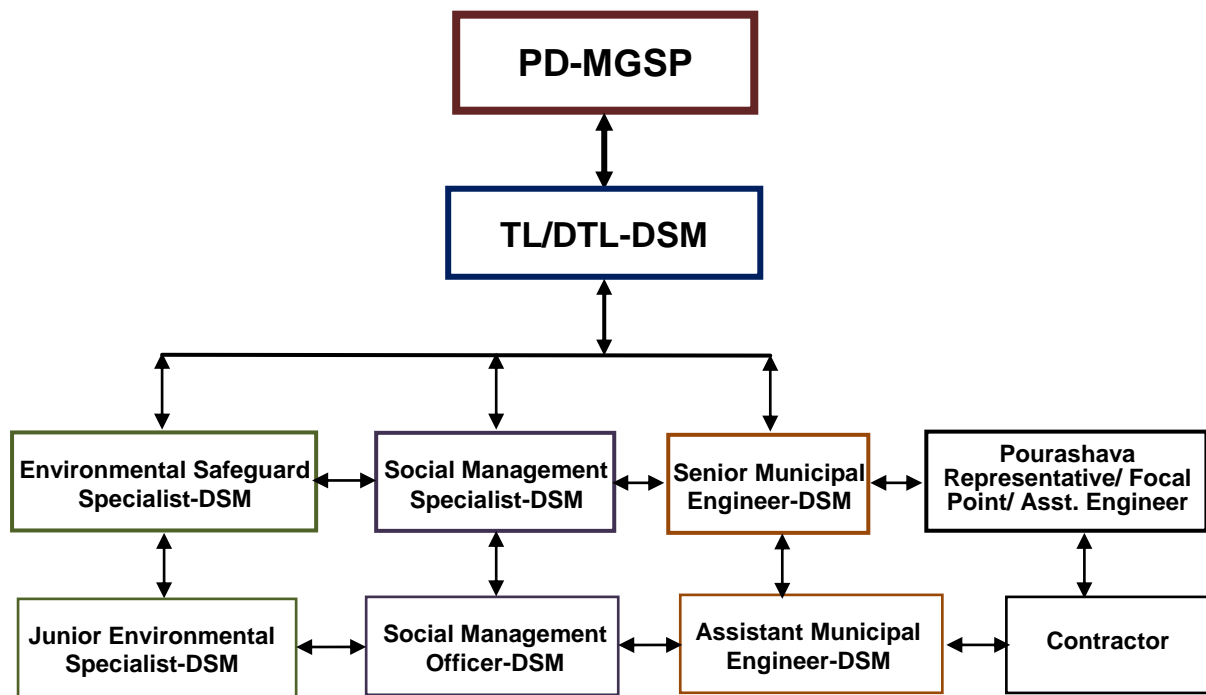 PD-MGSP
TL/DTL-DSM
Environmental Safeguard
Specialist-DSM
Social Management
Specialist-DSM
Senior Municipal
Engineer-DSM
Pourashava
Representative/ Focal
Point/ Asst. Engineer
Junior Environmental
Specialist-DSM
Social Management
Officer-DSM
Assistant Municipal
Engineer-DSM
Contractor